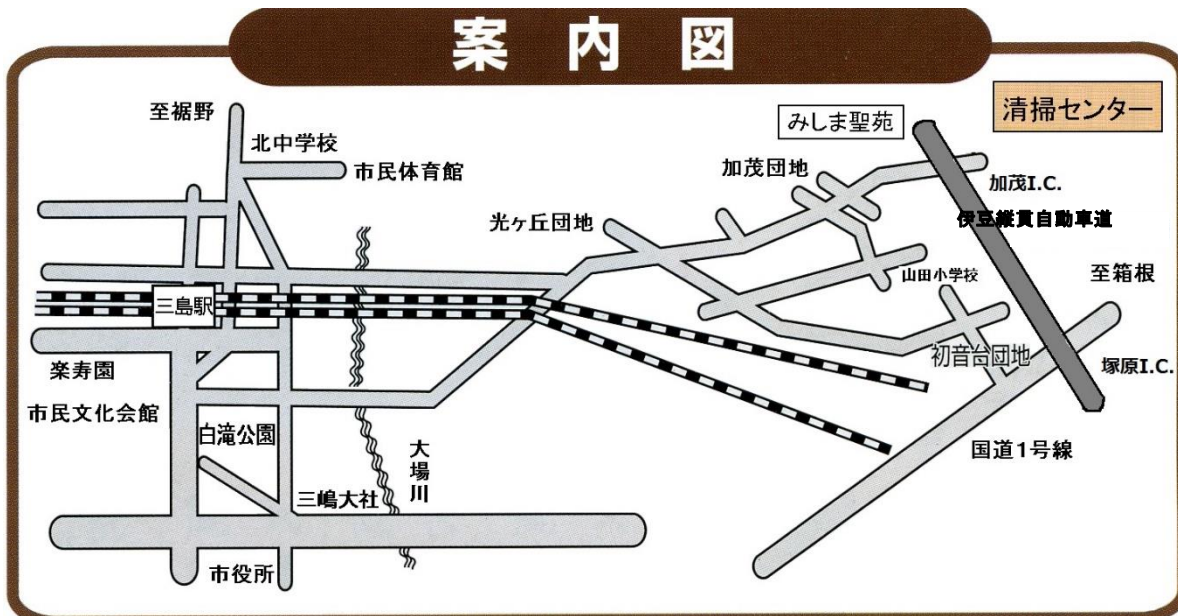 案内図
清掃センター
みしま聖苑
至裾野
北中学校
市民体育館
加茂団地
加茂I.C.
光ヶ丘団地
伊豆縦貫自動車道
山田小学校
至箱根
三島駅
楽寿園
初音台団地
塚原I.C.
市民文化会館
白滝公園
大場川
国道1号線
三嶋大社
市役所